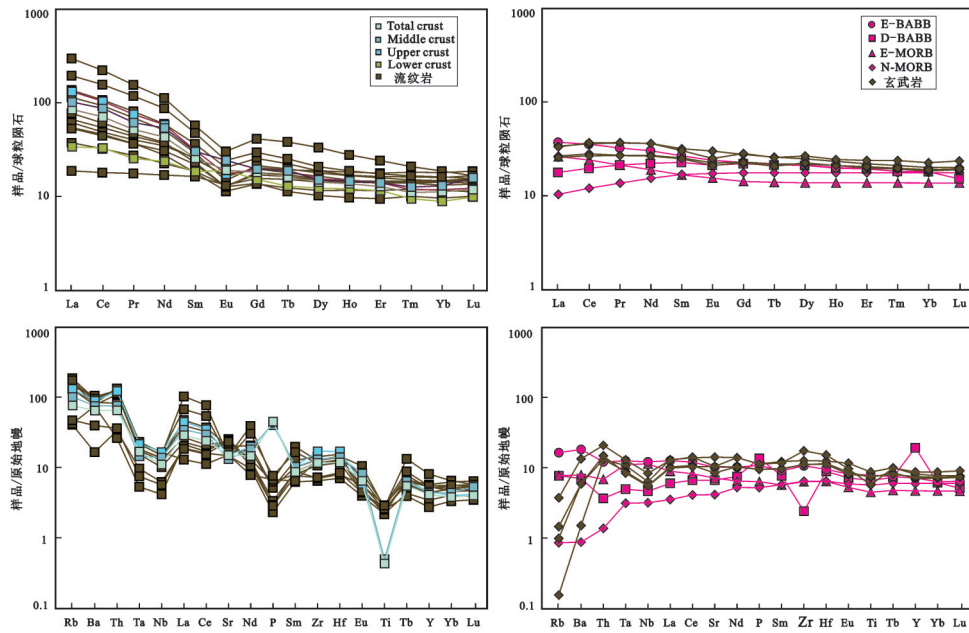 1000
100
10
1
样品/球粒陨石
Total crust
Middle crust
Upper crust
Lower crust
流纹岩
La Ce Pr Nd Sm Eu Gd Tb Dy Ho Er Tm Yb Lu
1000
100
10
1
样品/球粒陨石
E-BABB
D-BABB
E-MORB
N-MORB
玄武岩
La Ce Pr Nd Sm Eu Gd Tb Dy Ho Er Tm Yb Lu
1000
100
10
1
0.1
样品/原始地幔
Rb Ba Th Ta Nb La Ce Sr Nd P Sm Zr Hf Eu Ti Tb Y Yb Lu
1000
100
10
1
0.1
样品/原始地幔
Rb Ba Th Ta Nb La Ce Sr Nd P Sm Zr Hf Eu Ti Tb Y Yb Lu